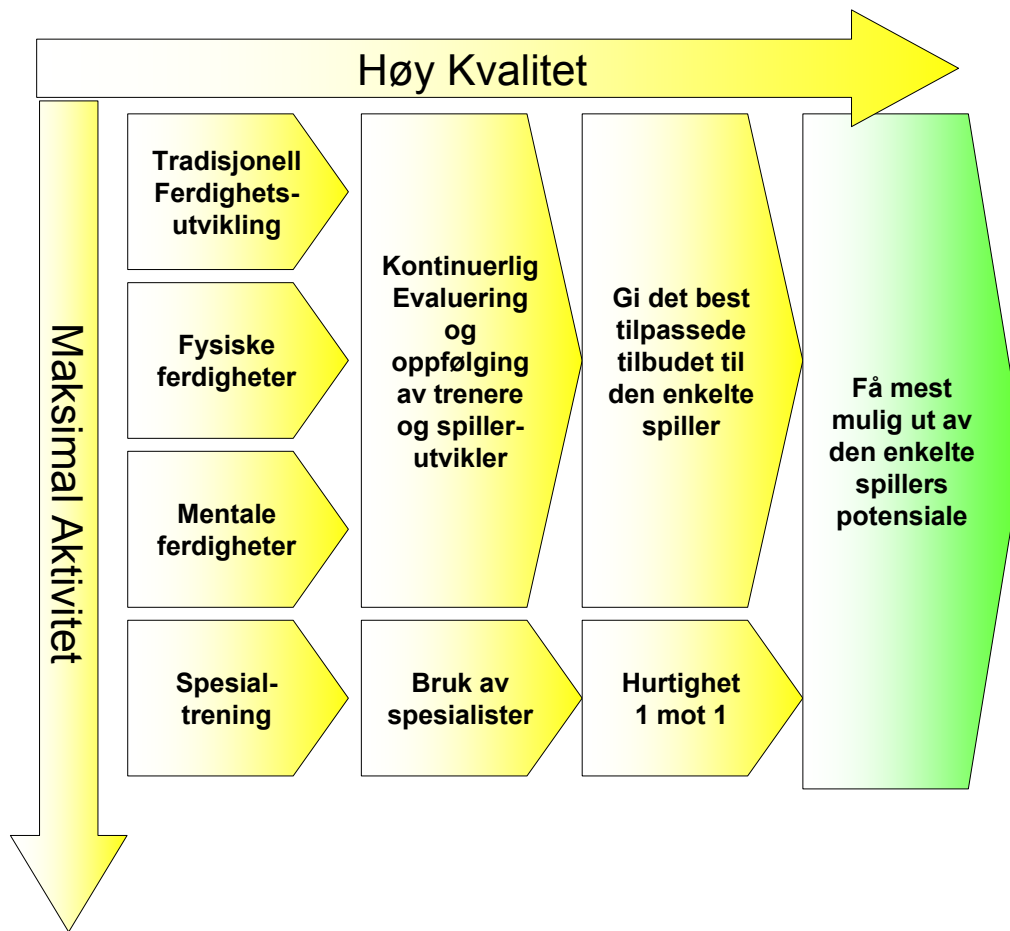 Høy Kvalitet
Maksimal Aktivitet
Tradisjonell
Ferdighets-
utvikling
Fysiske
ferdigheter
Mentale
ferdigheter
Spesial-
trening
Kontinuerlig
Evaluering
og
oppfølging
av trenere
og spiller-
utvikler
Bruk av
spesialister
Gi det best
tilpassede
tilbudet til
den enkelte
spiller
Hurtighet
1 mot 1
Få mest
mulig ut av
den enkelte
spillers
potensiale